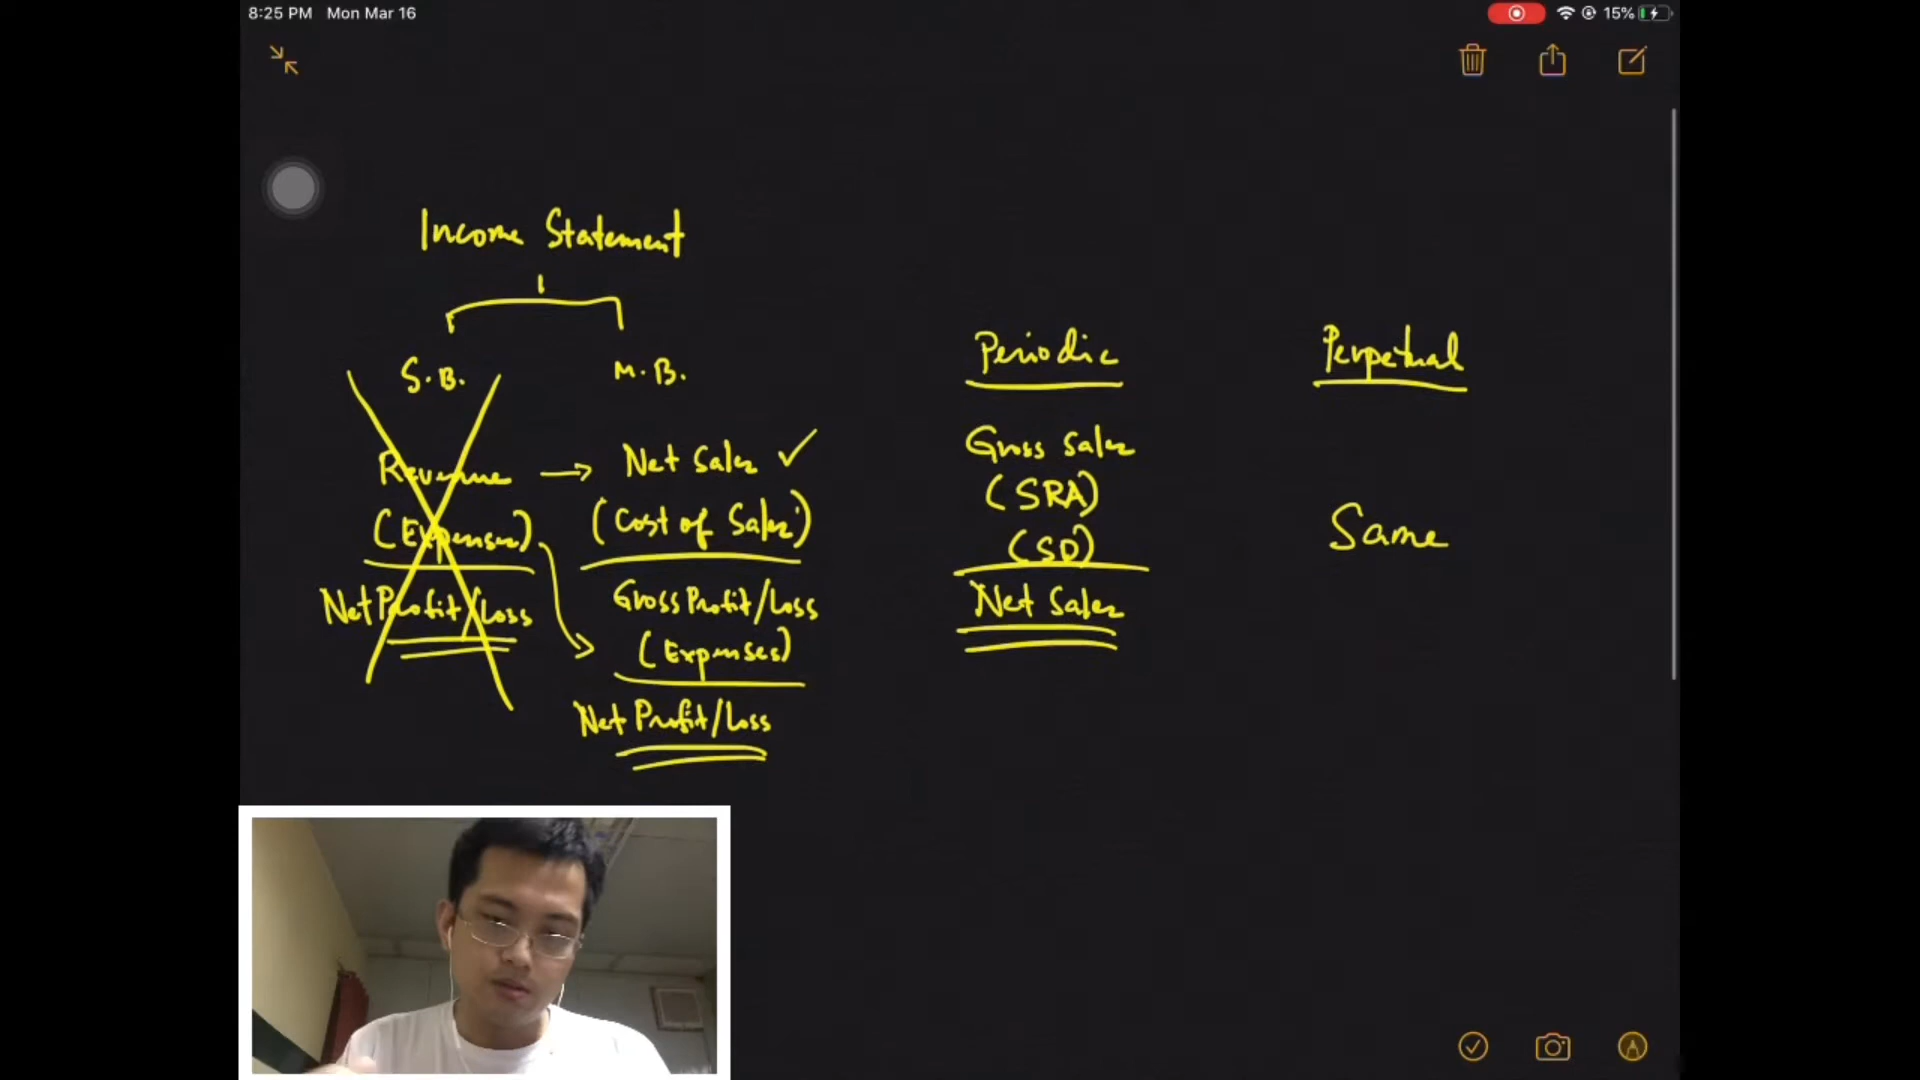 8:25 PM Mon Mar 16
15%
Income Statement
S.B.
M.B.
Revenue → Net Sales ✓
(Expenses)
(Cost of Sales)
Net Profit/Loss
Gross Profit/Loss
(Expenses)
Net Profit/Loss
Periodic
Gross Sales
(SRA)
(SD)
Net Sales
Perpetual
Same